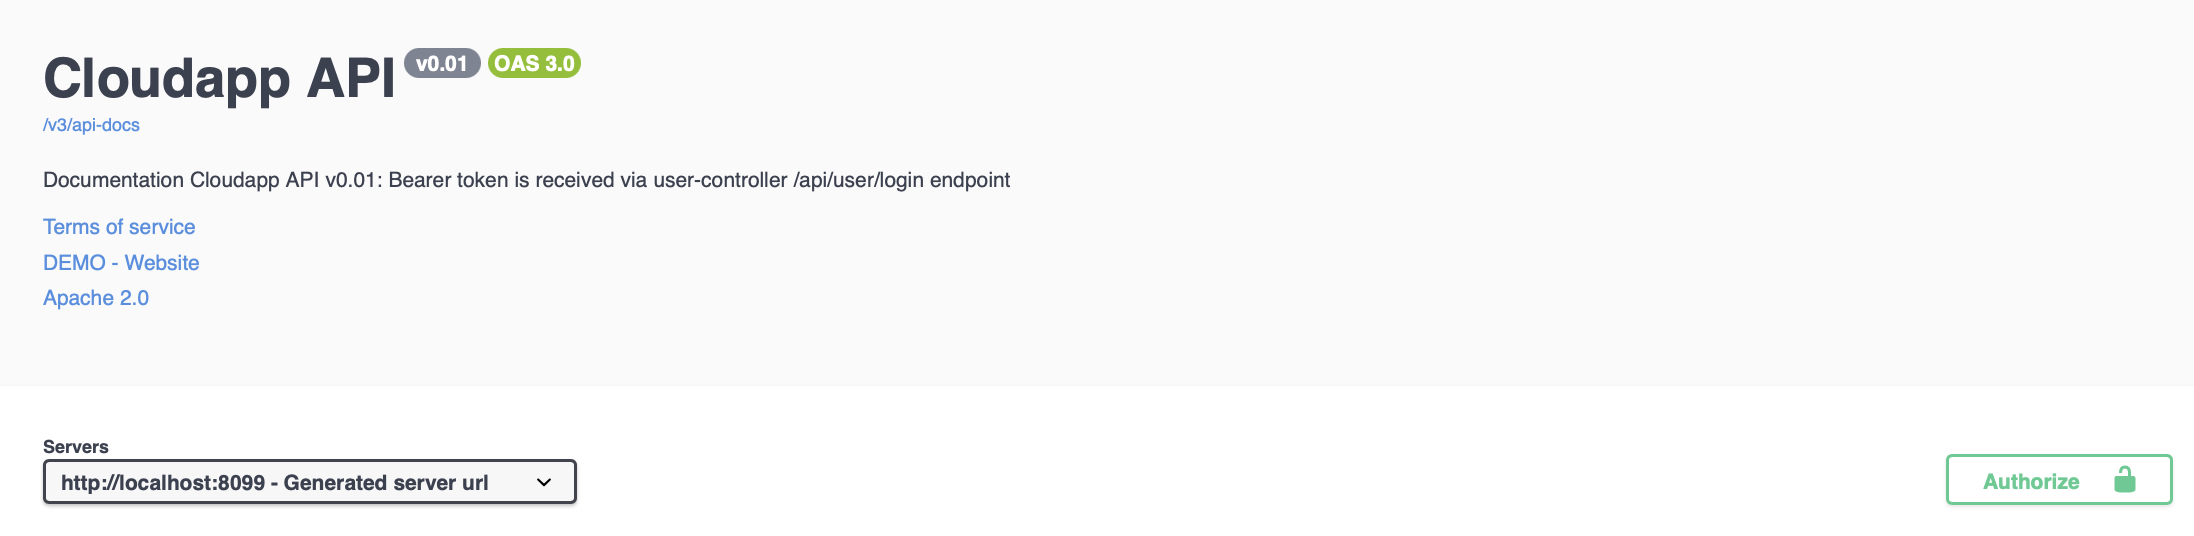 Cloudapp API v0.01 OAS 3.0
/v3/api-docs
Documentation Cloudapp API v0.01: Bearer token is received via user-controller /api/user/login endpoint
Terms of service
DEMO - Website
Apache 2.0
Servers
http://localhost:8099 - Generated server url
Authorize